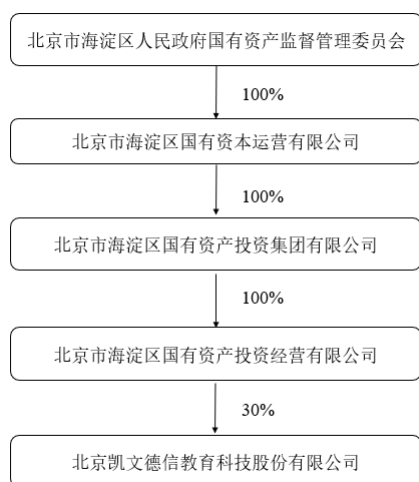 北京市海淀区人民政府国有资产监督管理委员会
100%
北京市海淀区国有资本运营有限公司
100%
北京市海淀区国有资产投资集团有限公司
100%
北京市海淀区国有资产投资经营有限公司
30%
北京凯文德信教育科技股份有限公司